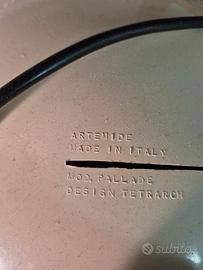 ARTEMIDE
MADE IN ITALY
MOD. PALLADE
DESIGN TETRARCH
subito